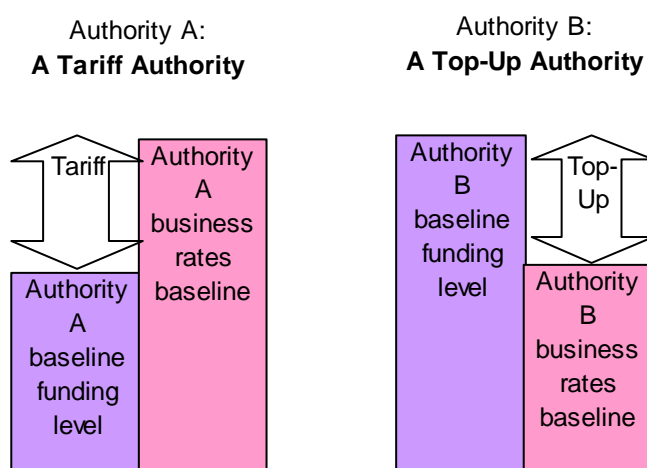 Authority A:
A Tariff Authority
Tariff
Authority
A
business
rates
baseline
Authority
A
baseline
funding
level
Authority B:
A Top-Up Authority
Authority
B
baseline
funding
level
Top-
Up
Authority
B
business
rates
baseline